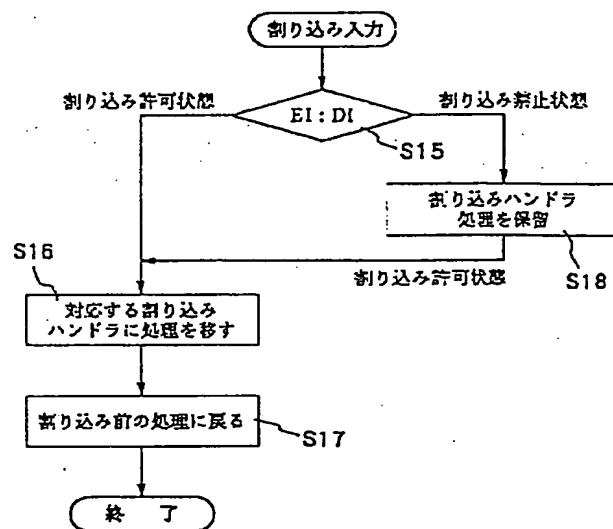 割り込み入力
割り込み許可状態
割り込み禁止状態
EI : DI
S15
割り込みハンドラ
処理を保留
S18
割り込み許可状態
S16
対応する割り込み
ハンドラに処理を移す
割り込み前の処理に戻る
S17
終 了